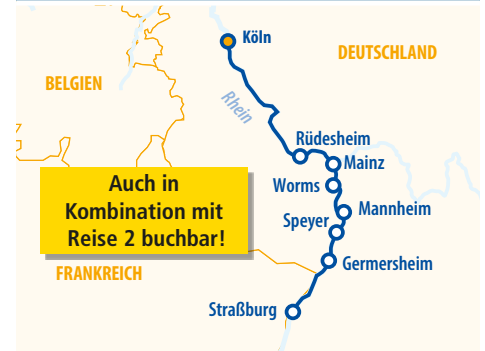 Köln
DEUTSCHLAND
BELGIEN
Rhein
Rüdesheim
Mainz
Worms
Auch in
Kombination mit
Reise 2 buchbar!
Mannheim
Speyer
Germersheim
FRANKREICH
Straßburg